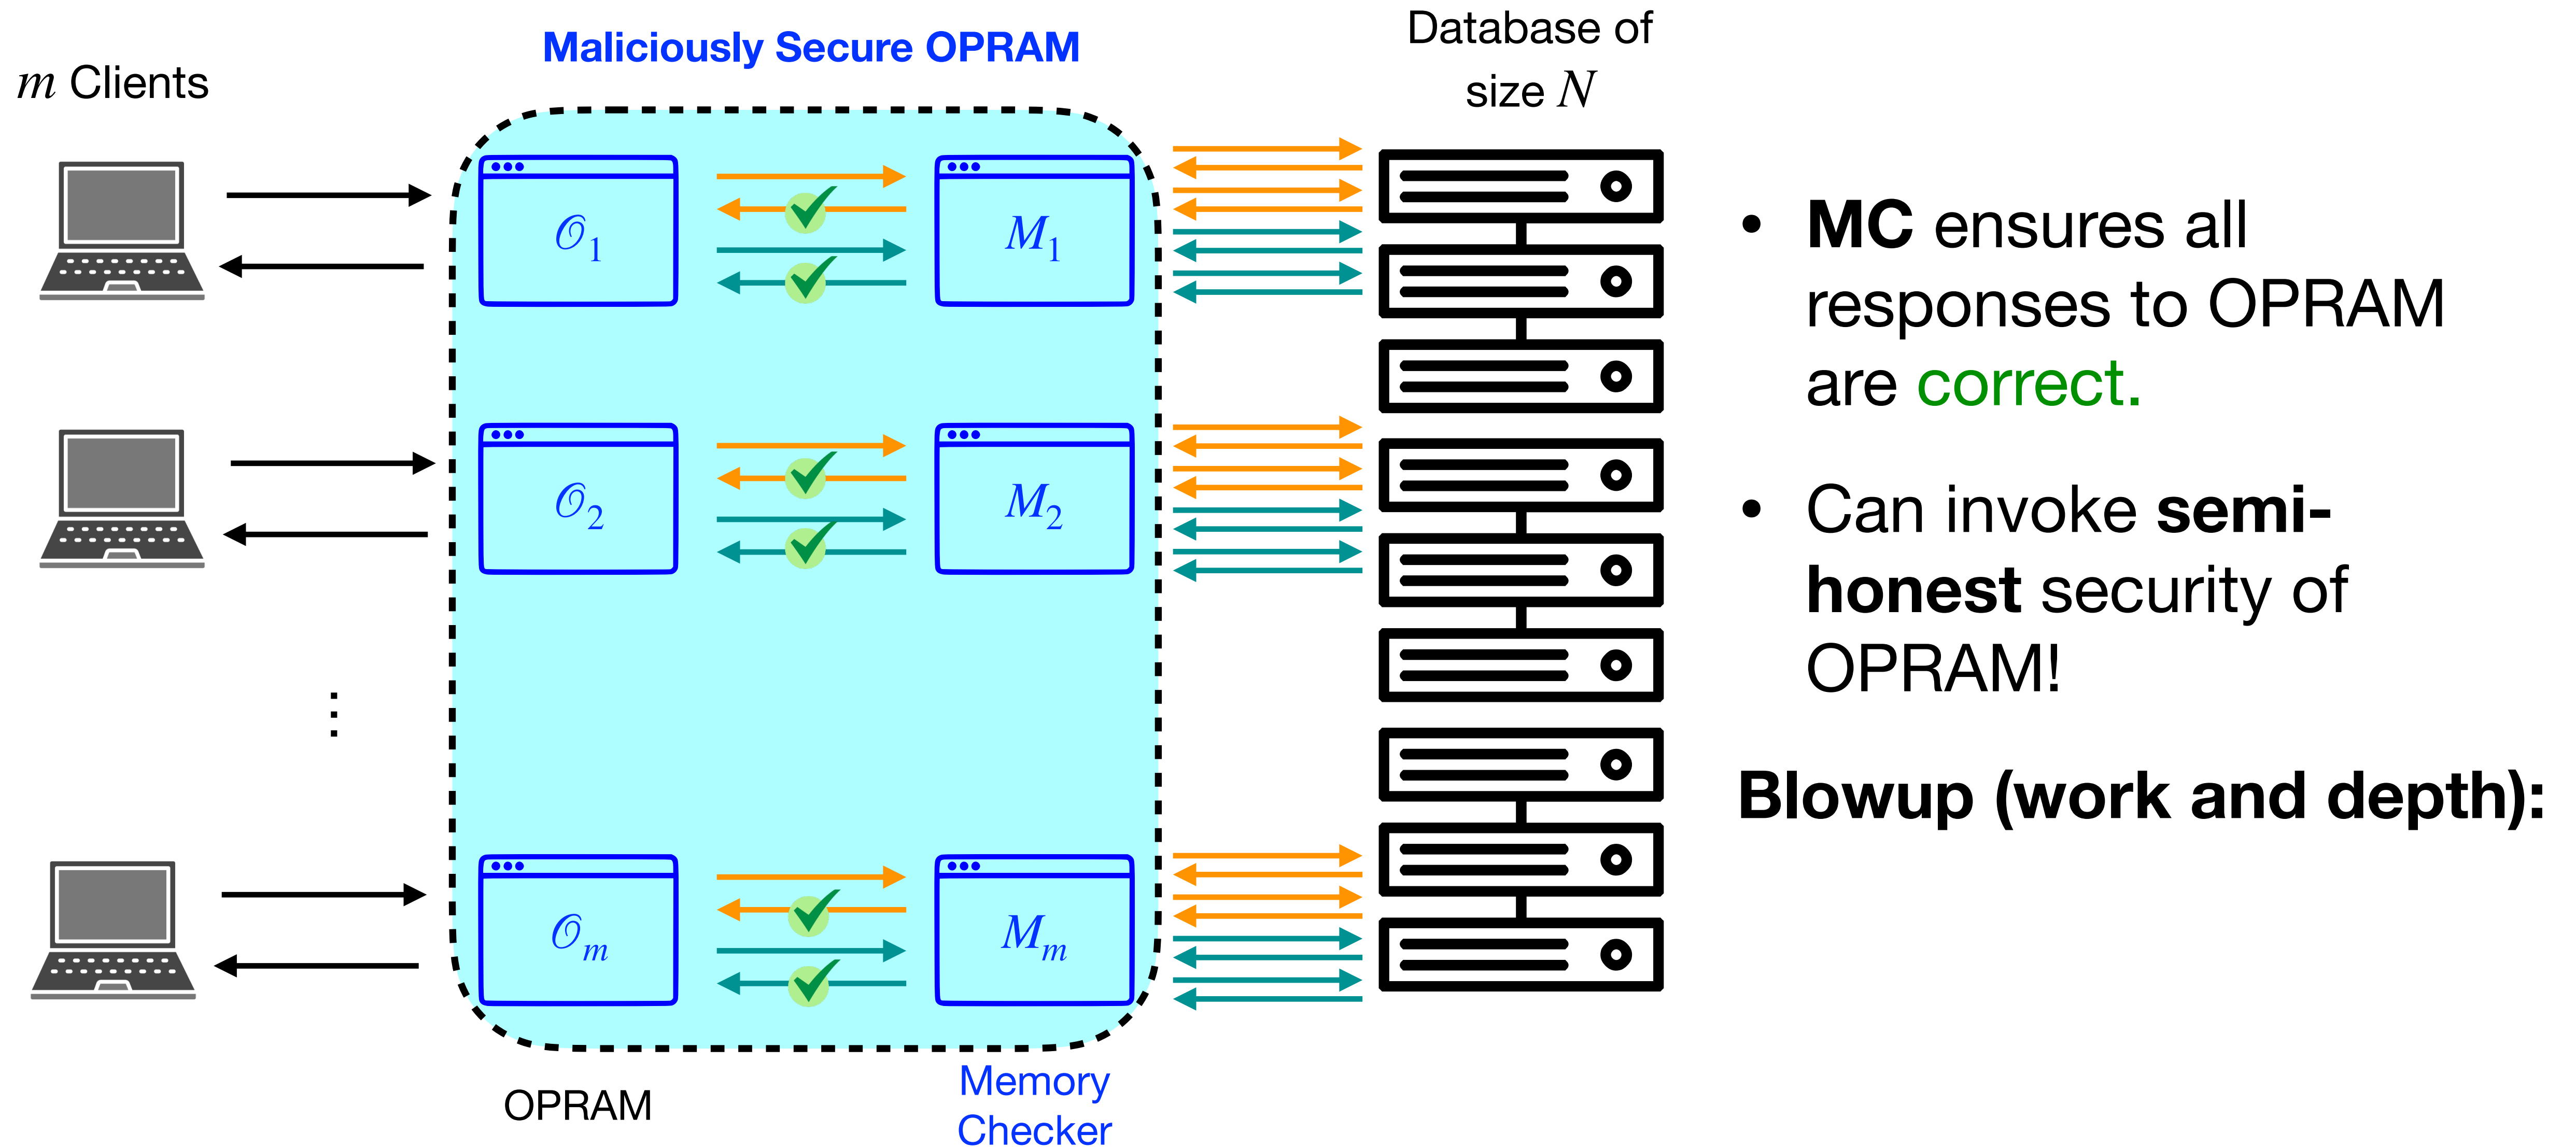 Maliciously Secure OPRAM
Database of
size N
m Clients
𝒪₁
M₁
𝒪₂
M₂
⋮
𝒪ₘ
Mₘ
OPRAM
Memory
Checker
• MC ensures all
responses to OPRAM
are correct.
• Can invoke semi-
honest security of
OPRAM!
Blowup (work and depth):